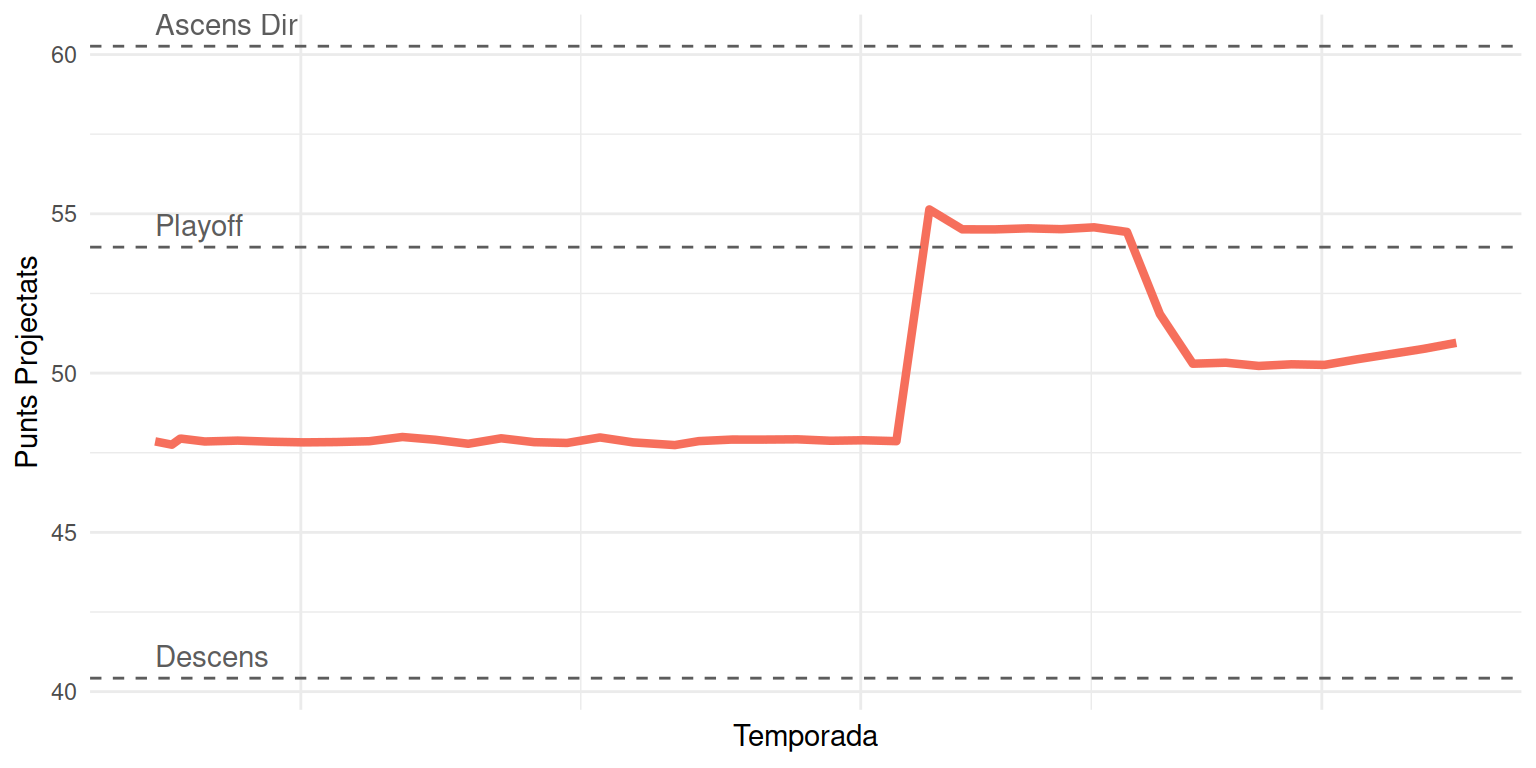 Ascens Dir
60
55
Playoff
Punts Projectats
50
45
Descens
40
Temporada